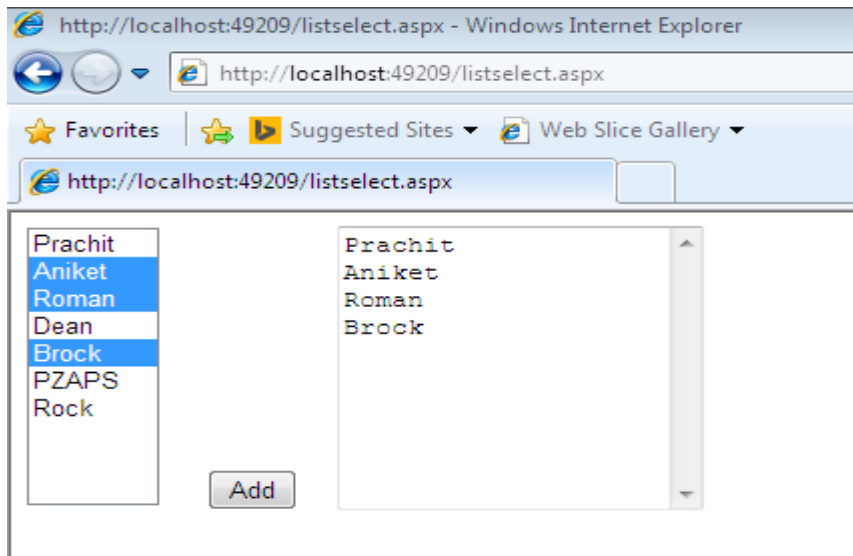 http://localhost:49209/listselect.aspx - Windows Internet Explorer
http://localhost:49209/listselect.aspx
Favorites
Suggested Sites
Web Slice Gallery
http://localhost:49209/listselect.aspx
Prachit
Aniket
Roman
Dean
Brock
PZAPS
Rock
Add
Prachit
Aniket
Roman
Brock